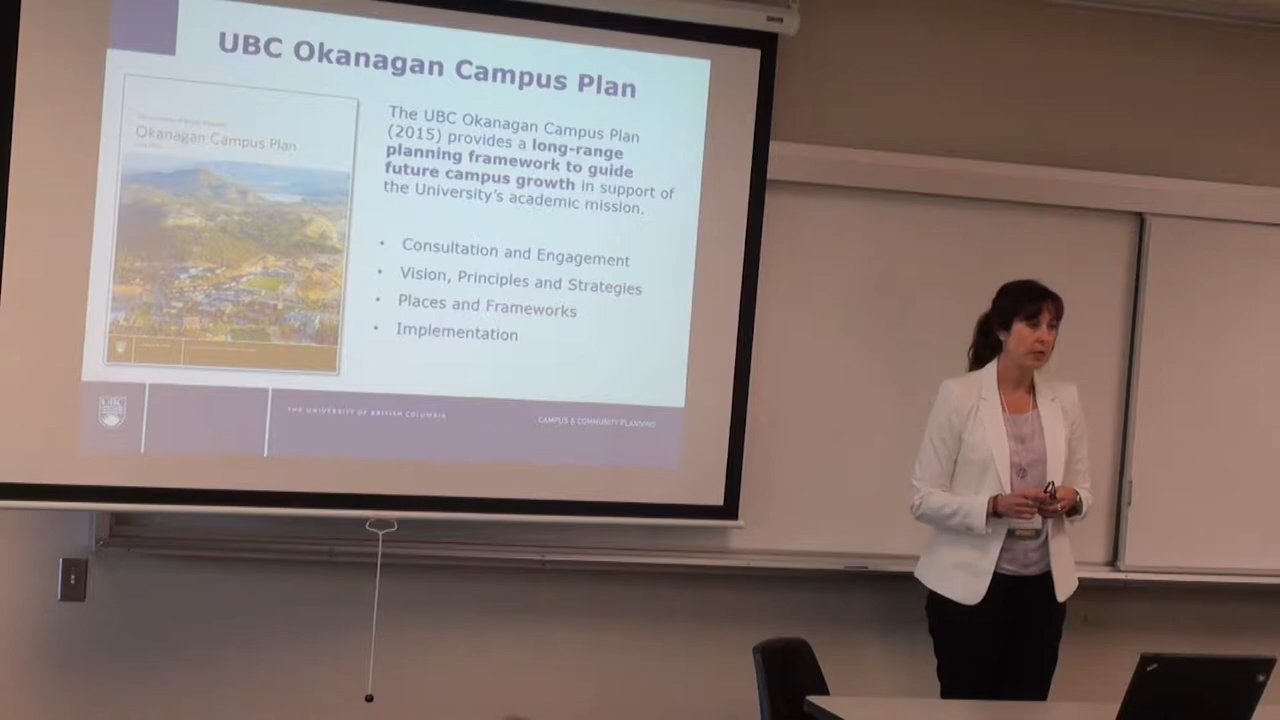 UBC Okanagan Campus Plan
Okanagan Campus Plan
The UBC Okanagan Campus Plan
(2015) provides a long-range
planning framework to guide
future campus growth in support of
the University's academic mission.
• Consultation and Engagement
• Vision, Principles and Strategies
• Places and Frameworks
• Implementation
UBC
THE UNIVERSITY OF BRITISH COLUMBIA
CAMPUS & COMMUNITY PLANNING